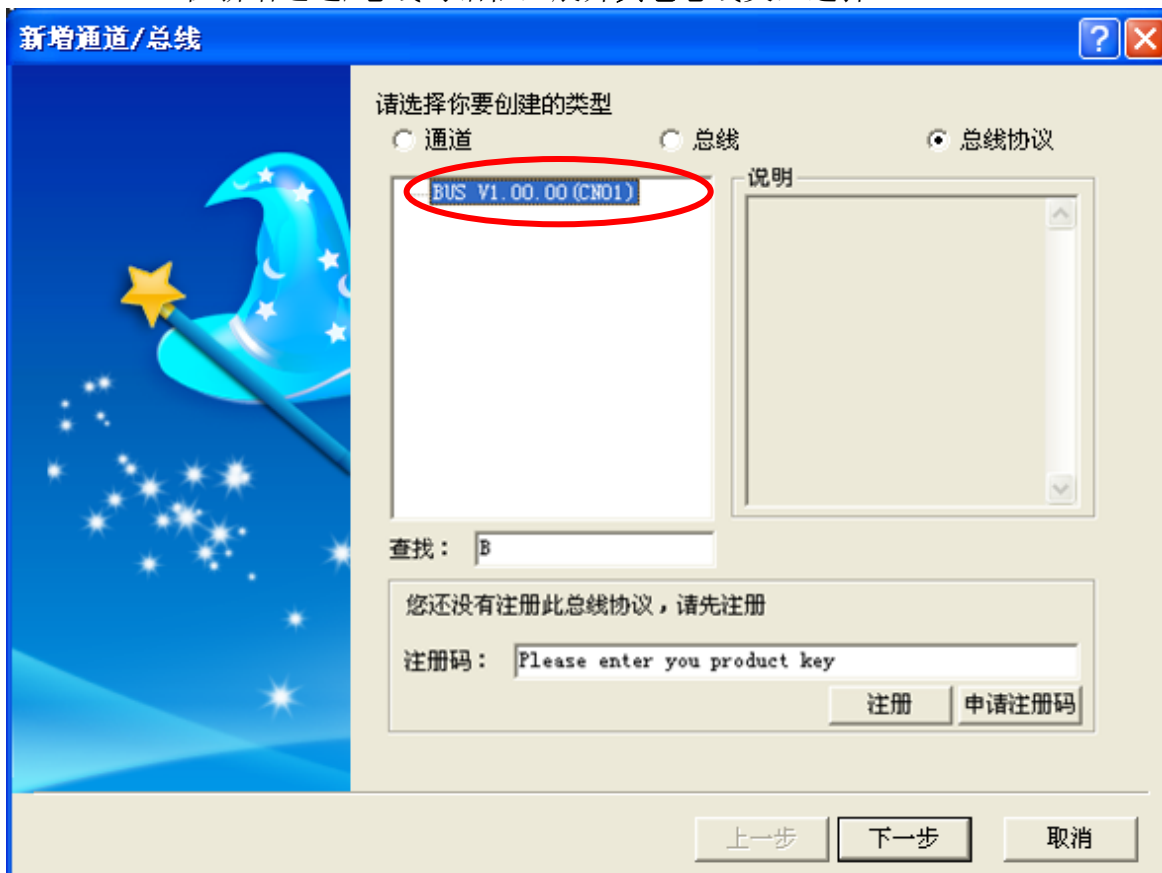 新增通道/总线
请选择你要创建的类型
通道 总线 总线协议
BUS V1.00.00(CN01)
说明
查找： B
您还没有注册此总线协议，请先注册
注册码： Please enter you product key
注册 申请注册码
上一步 下一步 取消